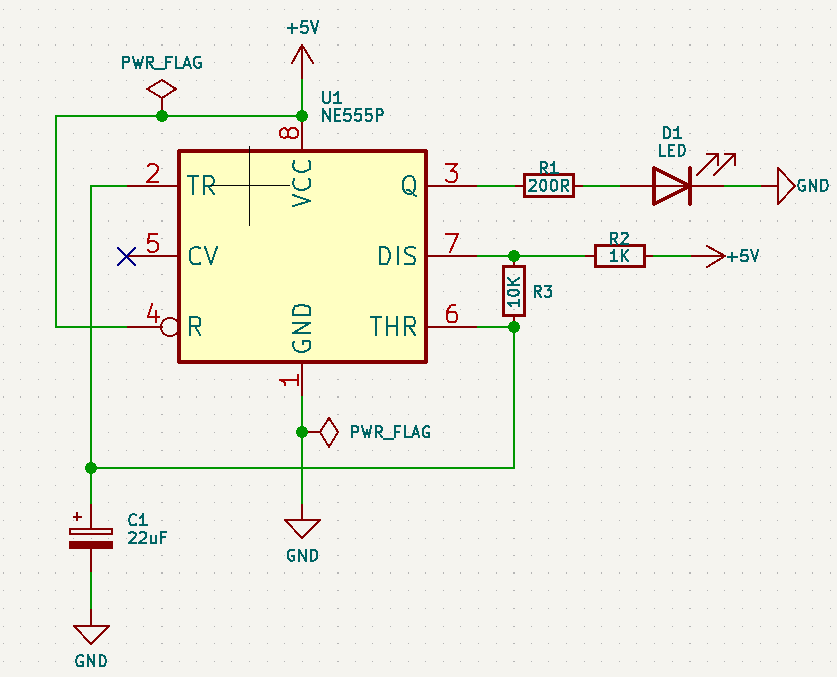 +5V
PWR_FLAG
U1
NE555P
8
2
TR
VCC
Q
3
R1
200R
D1
LED
GND
5
CV
DIS
7
R2
1K
+5V
10K
R3
4
R
GND
THR
6
1
PWR_FLAG
+
C1
22uF
GND
GND